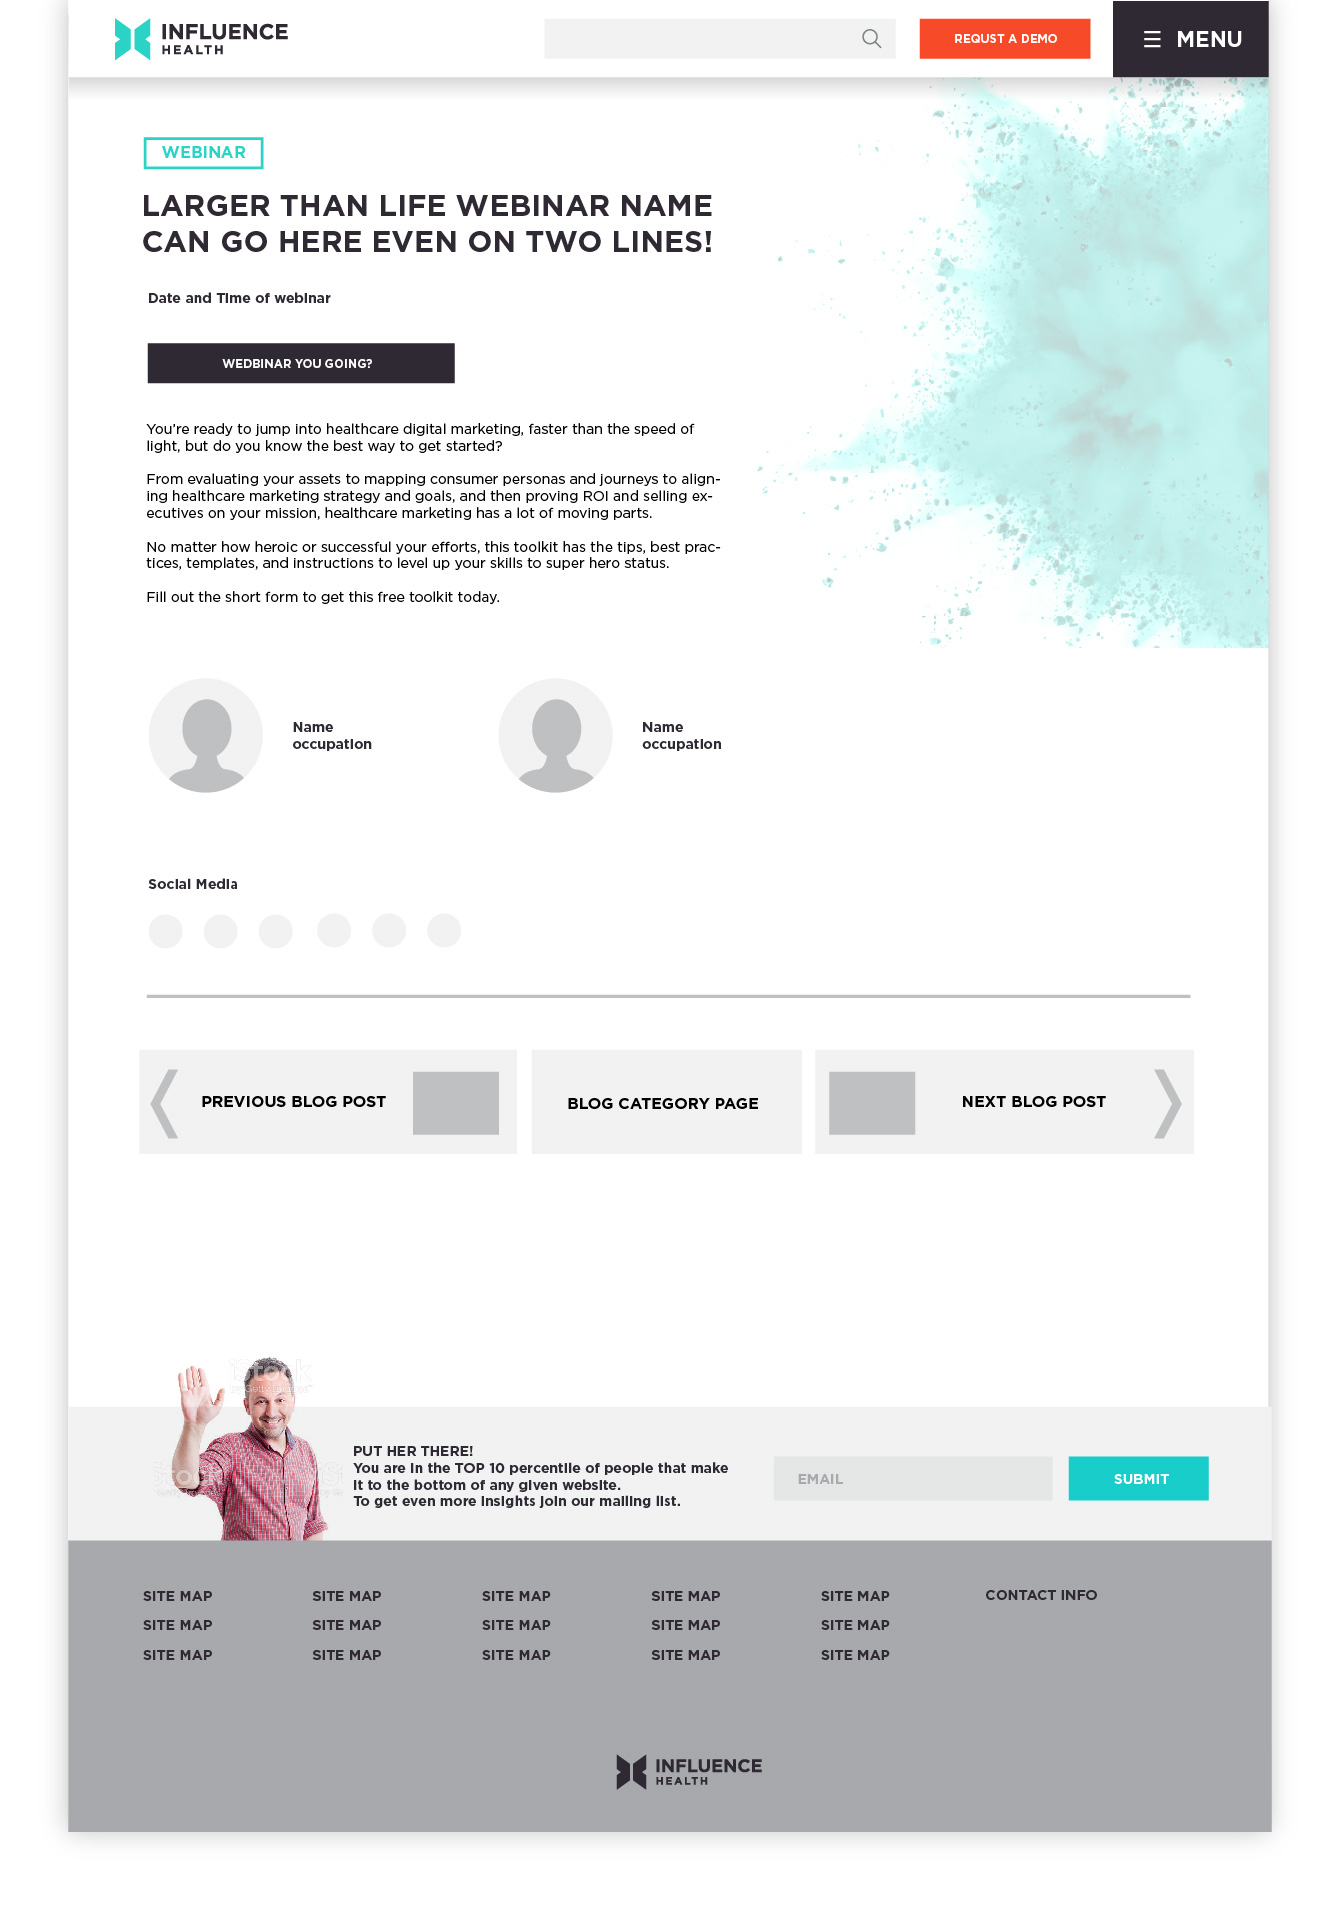 INFLUENCE
HEALTH
REQUST A DEMO
MENU
WEBINAR
LARGER THAN LIFE WEBINAR NAME
CAN GO HERE EVEN ON TWO LINES!
Date and Time of webinar
WEDBINAR YOU GOING?
You’re ready to jump into healthcare digital marketing, faster than the speed of
light, but do you know the best way to get started?
From evaluating your assets to mapping consumer personas and journeys to align-
ing healthcare marketing strategy and goals, and then proving ROI and selling ex-
ecutives on your mission, healthcare marketing has a lot of moving parts.
No matter how heroic or successful your efforts, this toolkit has the tips, best prac-
tices, templates, and instructions to level up your skills to super hero status.
Fill out the short form to get this free toolkit today.
Name
occupation
Name
occupation
Social Media
PREVIOUS BLOG POST
BLOG CATEGORY PAGE
NEXT BLOG POST
iStock
PUT HER THERE!
You are in the TOP 10 percentile of people that make
it to the bottom of any given website.
To get even more insights join our mailing list.
EMAIL
SUBMIT
SITE MAP SITE MAP SITE MAP SITE MAP SITE MAP CONTACT INFO
SITE MAP SITE MAP SITE MAP SITE MAP SITE MAP
SITE MAP SITE MAP SITE MAP SITE MAP SITE MAP
INFLUENCE
HEALTH